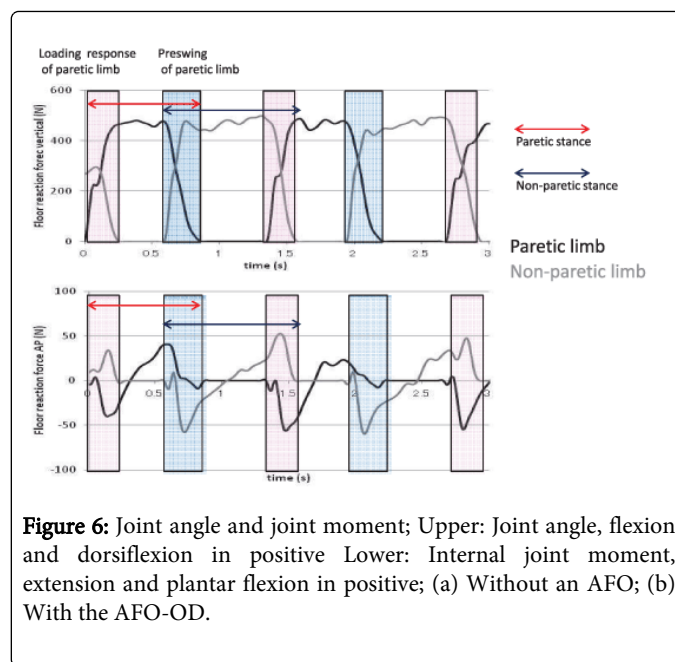 Loading response
of paretic limb
Preswing
of paretic limb
Floor reaction forec vertical (N)
600
400
200
0
0
0.5
1
1.5
2
2.5
3
time (s)
Paretic stance
Non-paretic stance
Paretic limb
Non-paretic limb
Floor reaction force AP (N)
100
50
0
-50
-100
0
0.5
1
1.5
2
2.5
3
time (s)
Figure 6: Joint angle and joint moment; Upper: Joint angle, flexion
and dorsiflexion in positive Lower: Internal joint moment,
extension and plantar flexion in positive; (a) Without an AFO; (b)
With the AFO-OD.